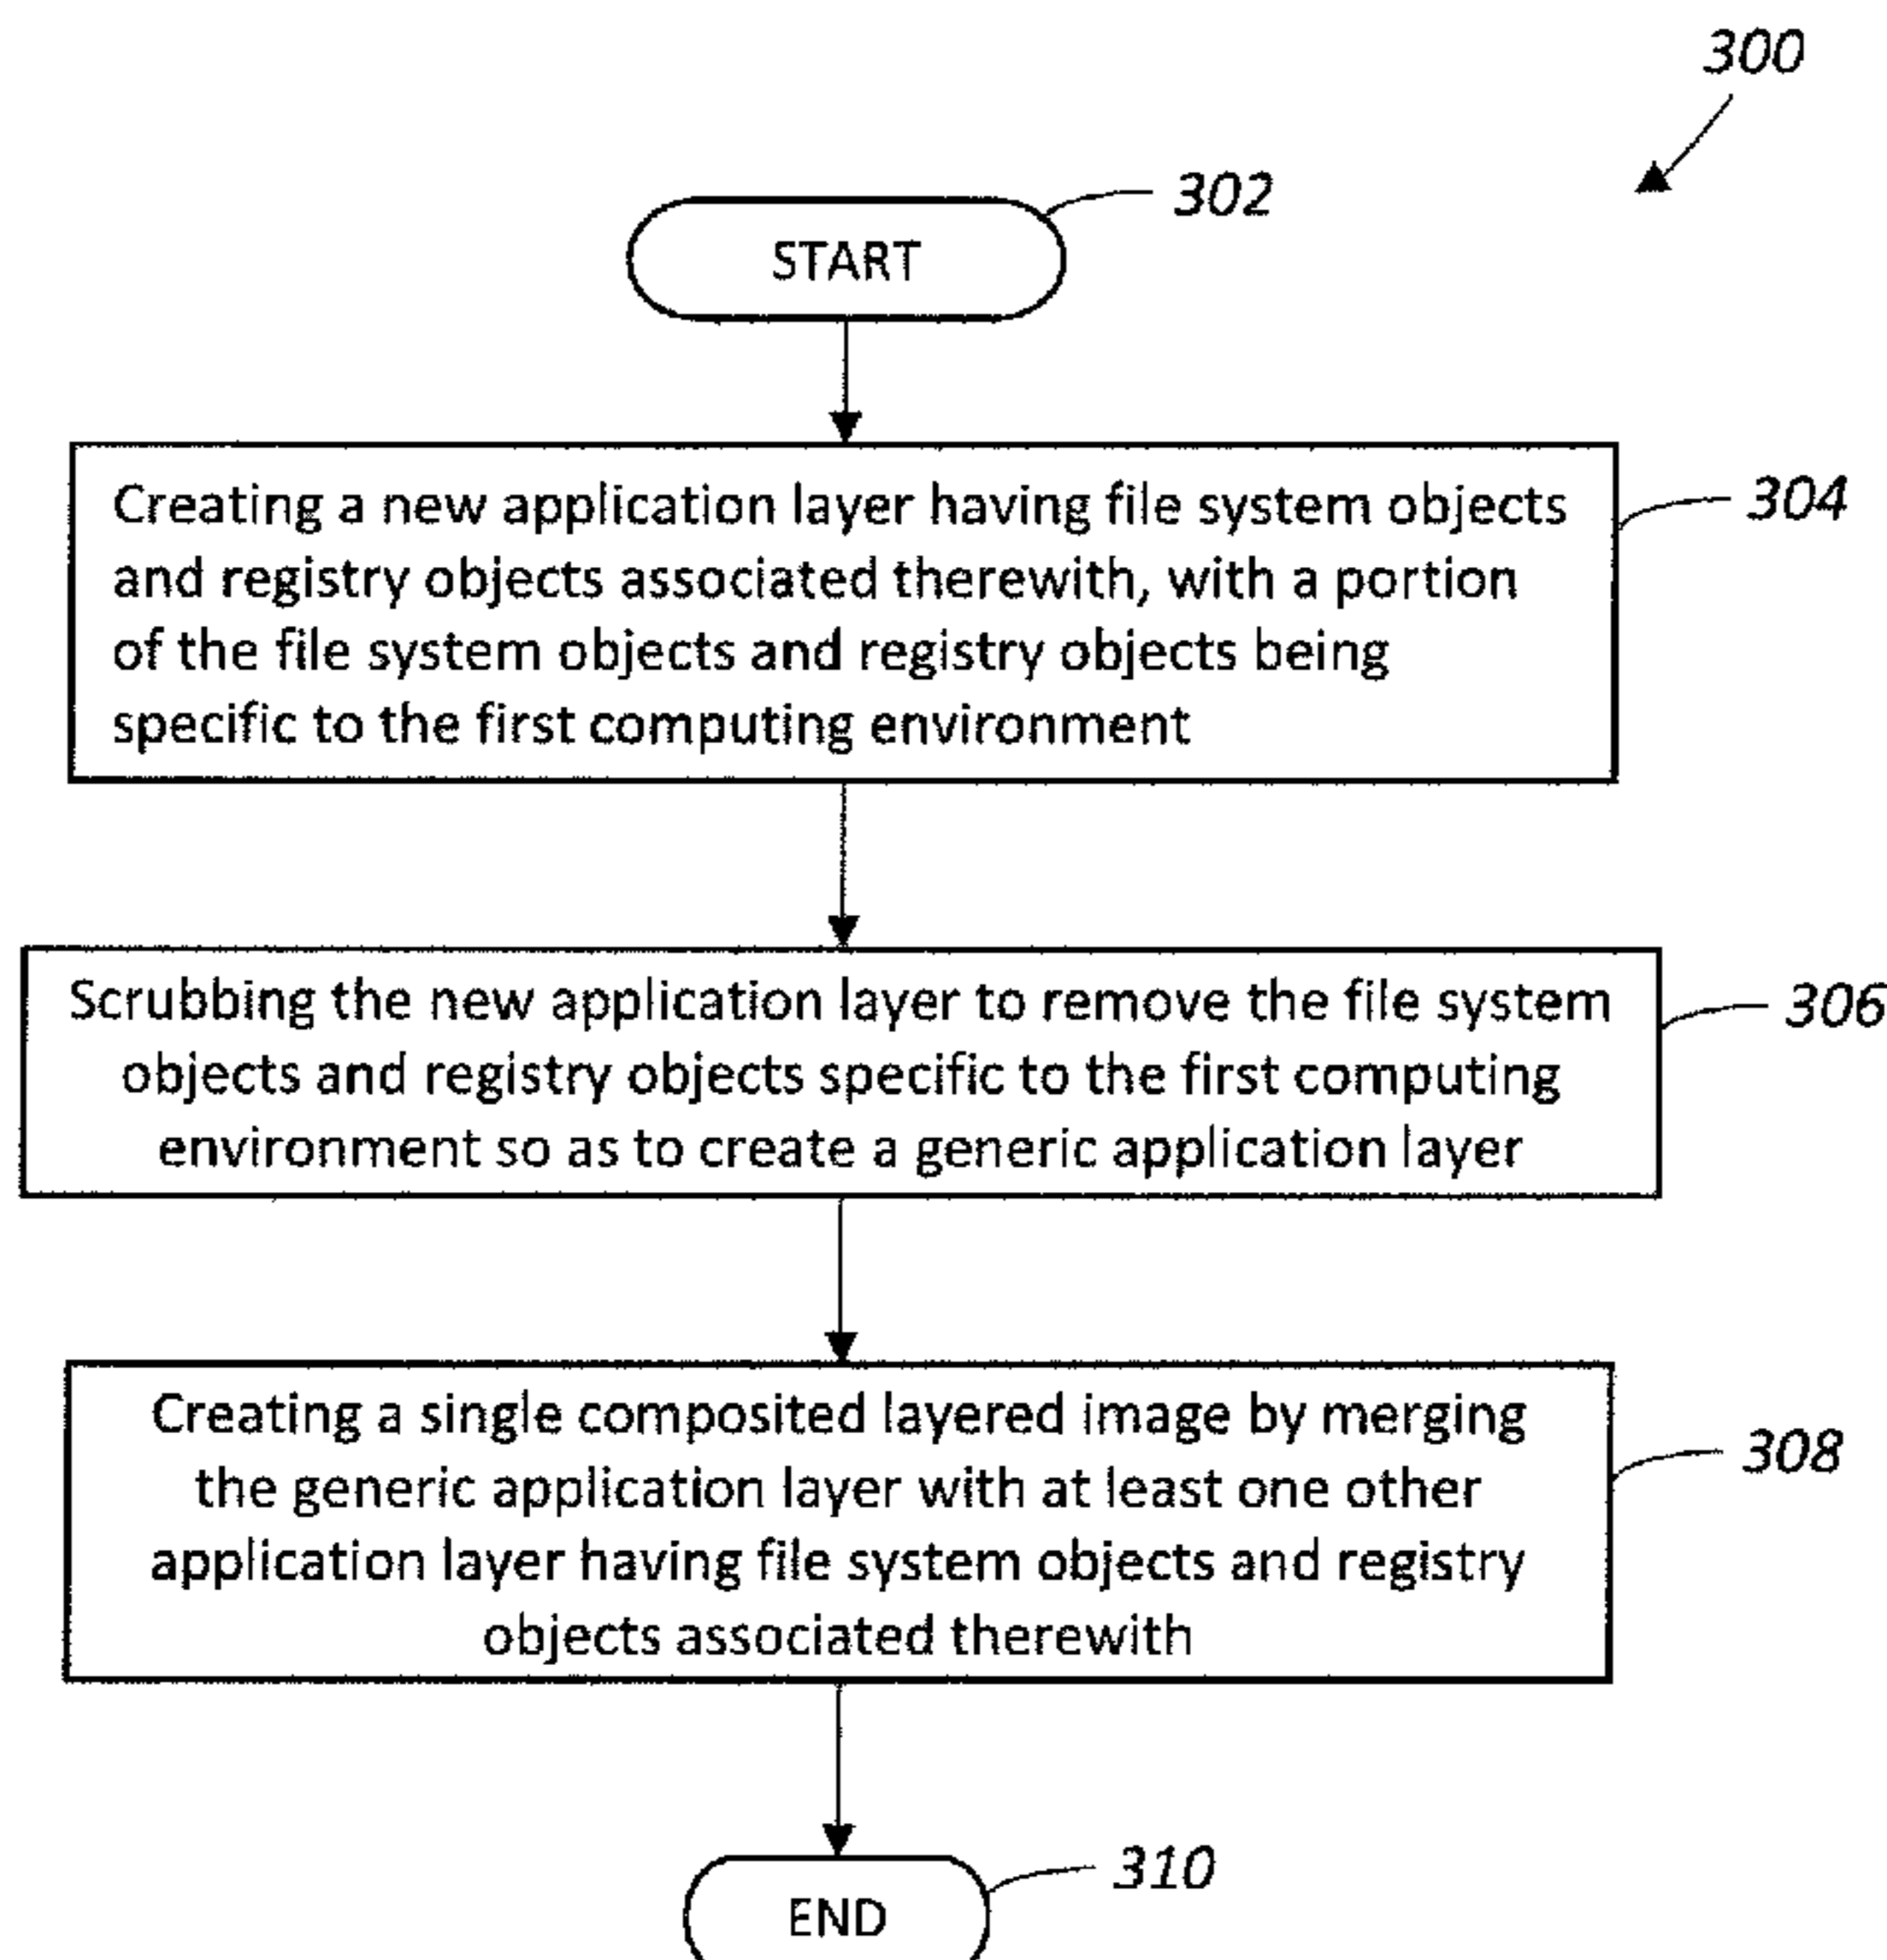 300
302
START
Creating a new application layer having file system objects
and registry objects associated therewith, with a portion
of the file system objects and registry objects being
specific to the first computing environment
304
Scrubbing the new application layer to remove the file system
objects and registry objects specific to the first computing
environment so as to create a generic application layer
306
Creating a single composited layered image by merging
the generic application layer with at least one other
application layer having file system objects and registry
objects associated therewith
308
310
END